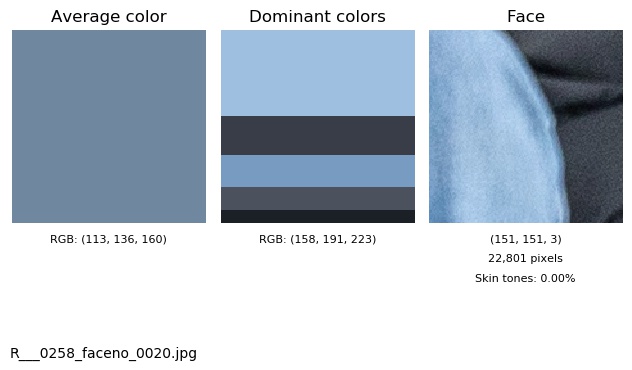 Average color
Dominant colors
Face
RGB: (113, 136, 160)
RGB: (158, 191, 223)
(151, 151, 3)
22,801 pixels
Skin tones: 0.00%
R___0258_faceno_0020.jpg